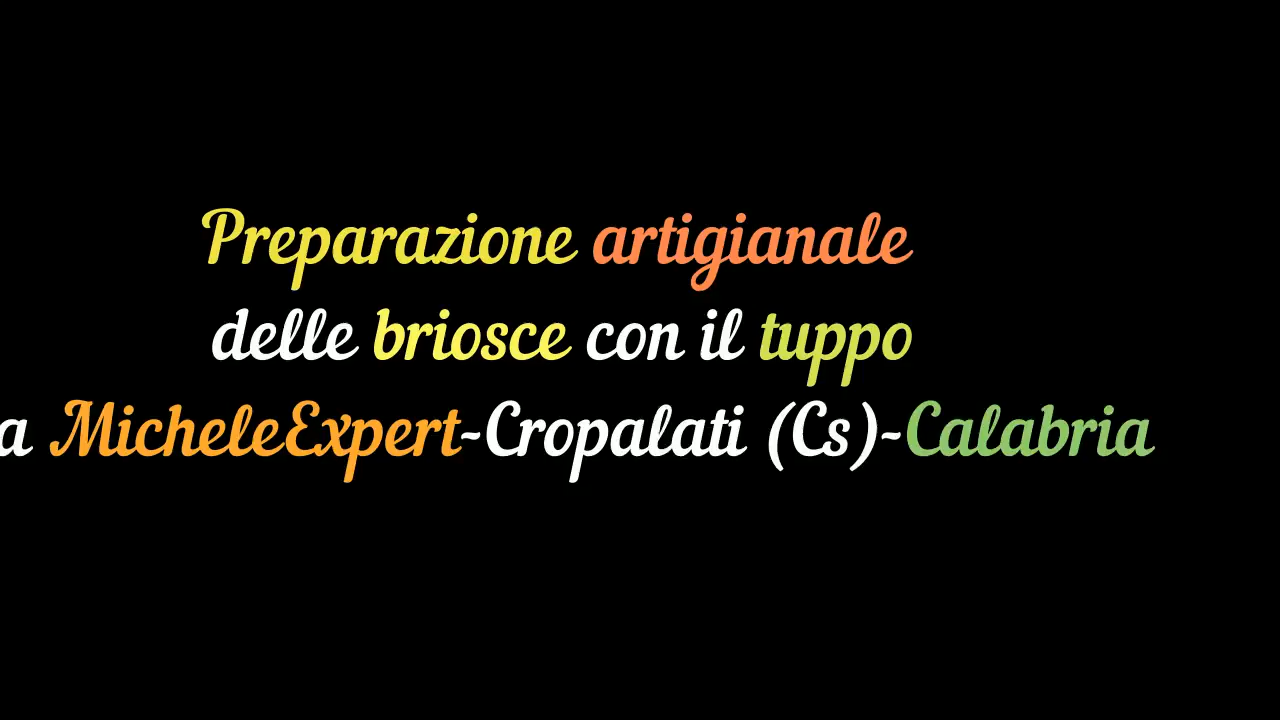 Preparazione artigianale
delle briosce con il tuppo
a MicheleExpert-Cropalati (Cs)-Calabria